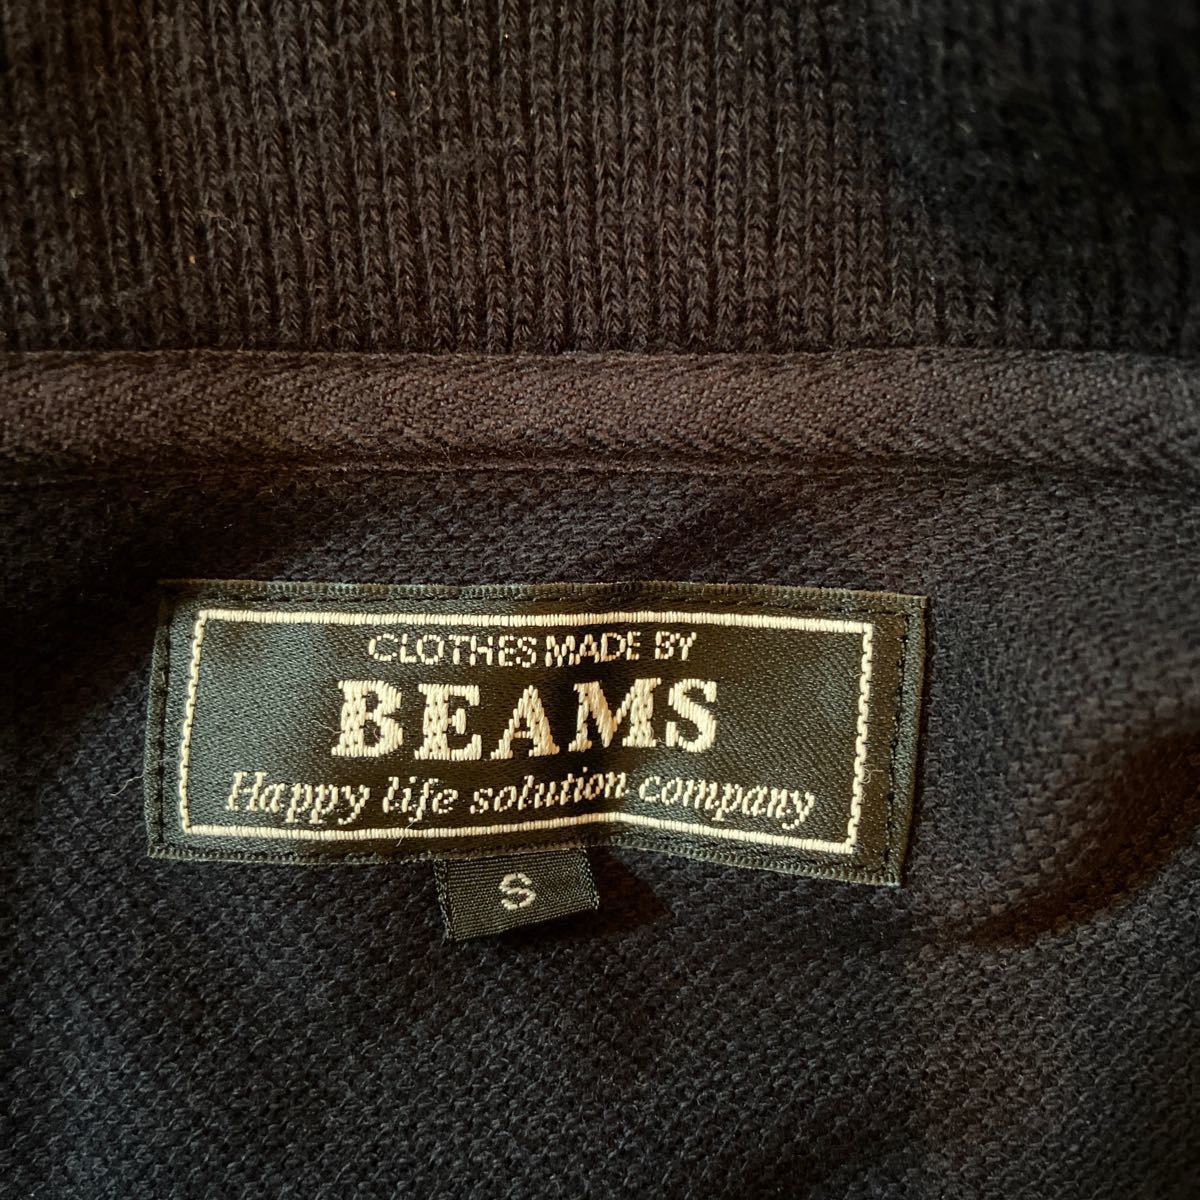 CLOTHES MADE BY
BEAMS
Happy life solution company
S